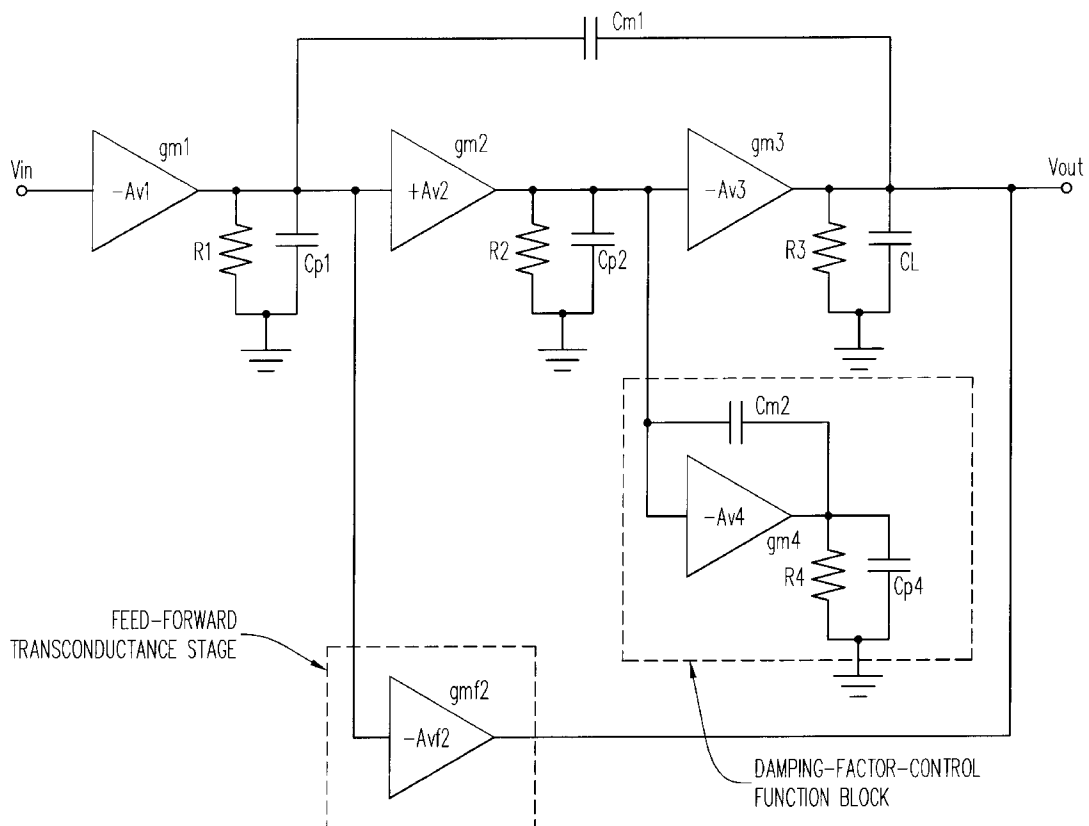 Cm1
gm1
gm2
gm3
Vin
Vout
-Av1
+Av2
-Av3
R1
Cp1
R2
Cp2
R3
CL
Cm2
-Av4
gm4
R4
Cp4
FEED-FORWARD
TRANSCONDUCTANCE STAGE
gmf2
-Avf2
DAMPING-FACTOR-CONTROL
FUNCTION BLOCK